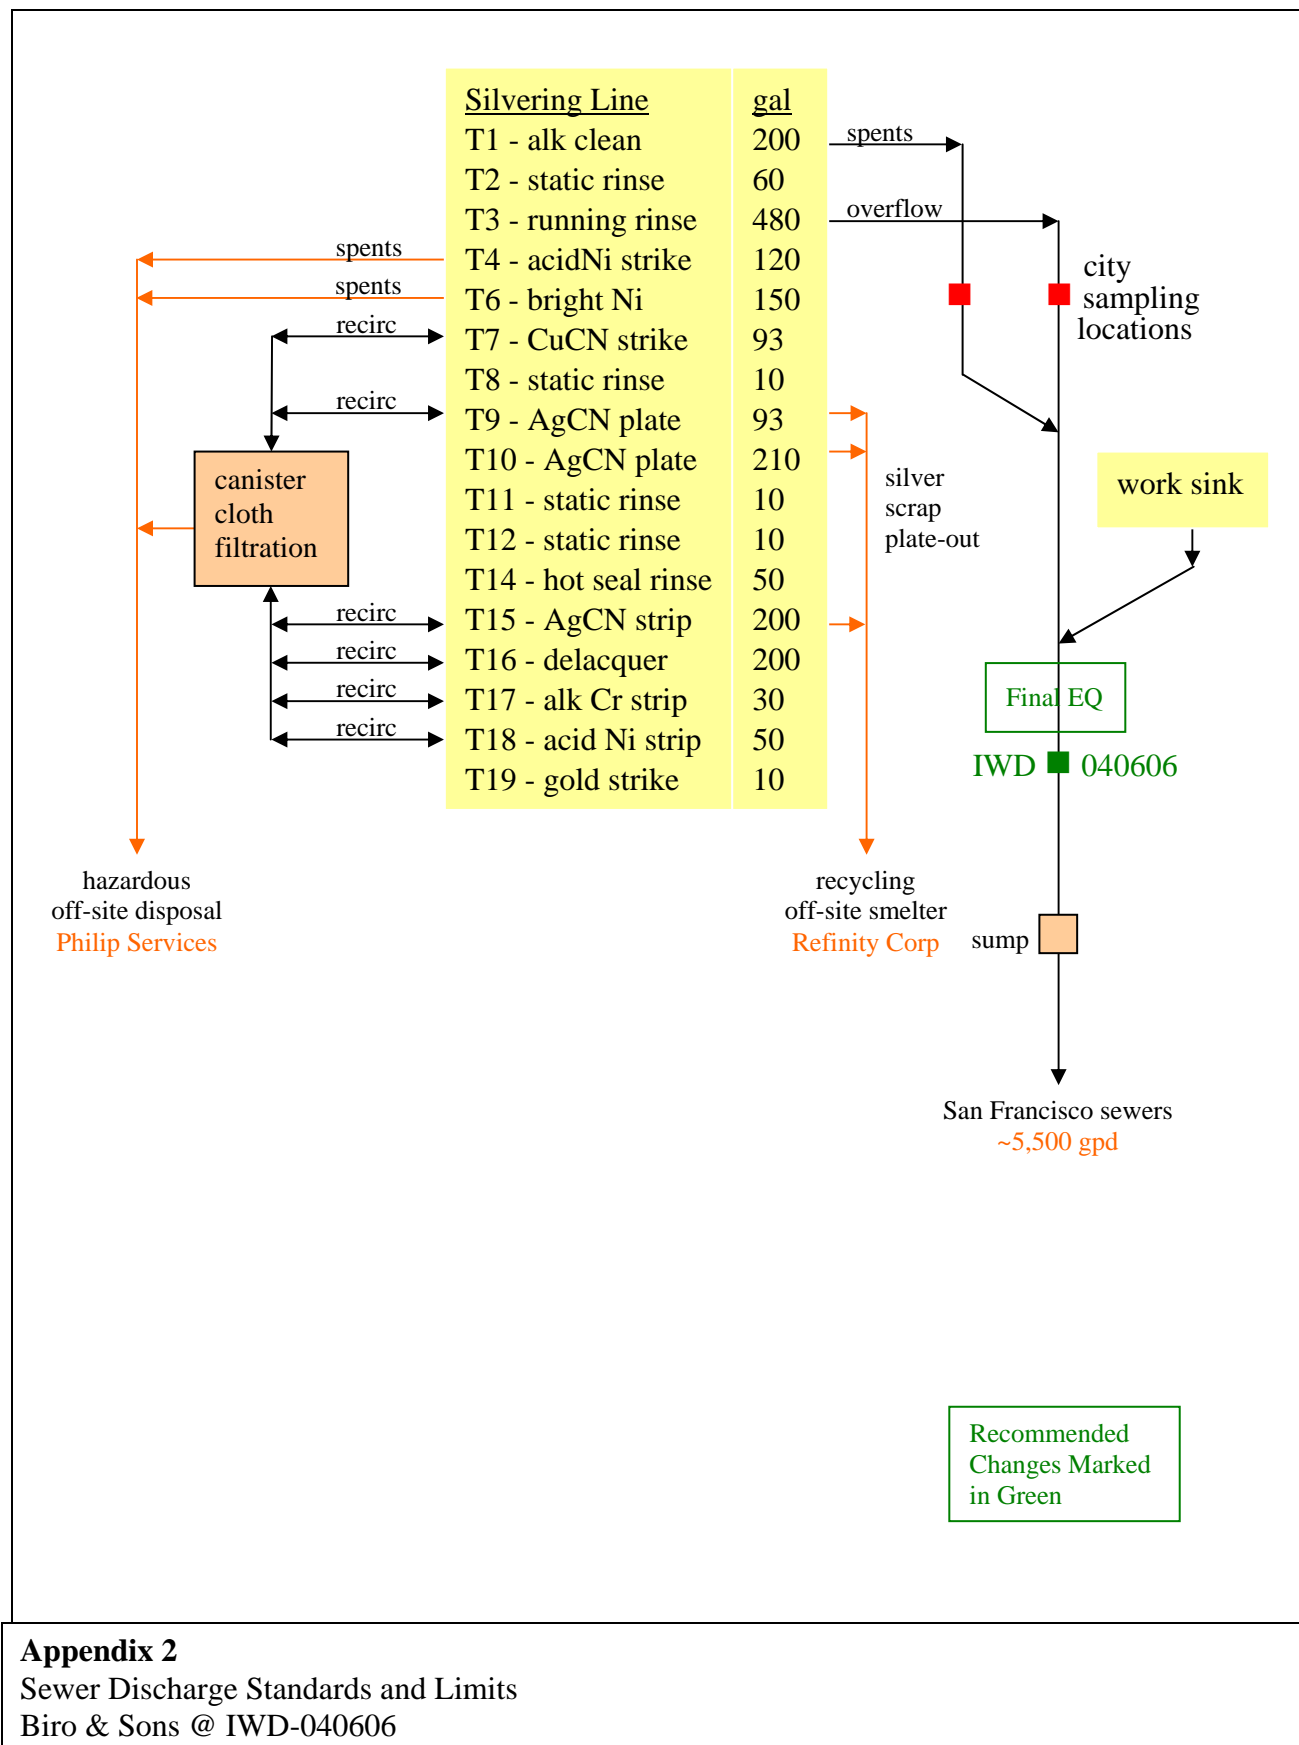 Silvering Line gal
T1 - alk clean 200
T2 - static rinse 60
T3 - running rinse 480
T4 - acidNi strike 120
T6 - bright Ni 150
T7 - CuCN strike 93
T8 - static rinse 10
T9 - AgCN plate 93
T10 - AgCN plate 210
T11 - static rinse 10
T12 - static rinse 10
T14 - hot seal rinse 50
T15 - AgCN strip 200
T16 - delacquer 200
T17 - alk Cr strip 30
T18 - acid Ni strip 50
T19 - gold strike 10
spents
overflow
spents
spents
recirc
recirc
recirc
recirc
recirc
recirc
canister
cloth
filtration
city
sampling
locations
silver
scrap
plate-out
work sink
Final EQ
IWD 040606
hazardous
off-site disposal
Philip Services
recycling
off-site smelter
Refinity Corp
sump
San Francisco sewers
~5,500 gpd
Recommended
Changes Marked
in Green
Appendix 2
Sewer Discharge Standards and Limits
Biro & Sons @ IWD-040606